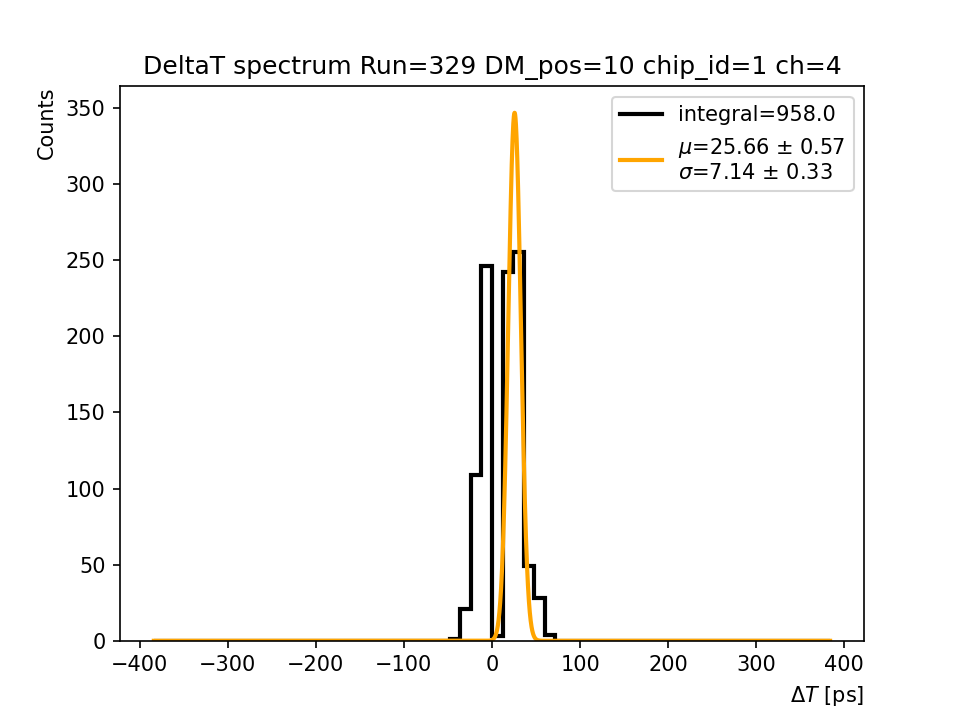 DeltaT spectrum Run=329 DM_pos=10 chip_id=1 ch=4
Counts
350
300
250
200
150
100
50
0
integral=958.0
μ=25.66 ± 0.57
σ=7.14 ± 0.33
−400 −300 −200 −100 0 100 200 300 400
ΔT [ps]